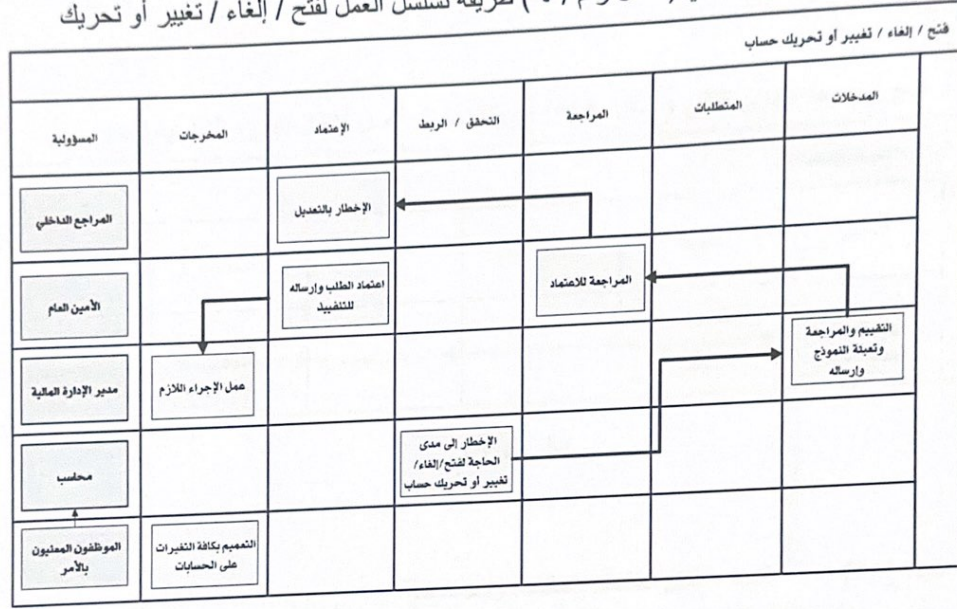 طريقة تسلسل العمل لفتح / إلغاء / تغيير أو تحريك
فتح / إلغاء / تغيير أو تحريك حساب
المدخلات
المتطلبات
المراجعة
التحقق / الربط
الإعتماد
المخرجات
المسؤولية
الإخطار بالتعديل
المراجع الداخلي
المراجعة للاعتماد
اعتماد الطلب وإرساله
للتنفيذ
الأمين العام
التقييم والمراجعة
وتعبئة النموذج
وإرساله
عمل الإجراء اللازم
مدير الإدارة المالية
الإخطار إلى مدى
الحاجة لفتح/إلغاء/
تغيير أو تحريك حساب
محاسب
التعميم بكافة التغيرات
على الحسابات
الموظفون المعنيون
بالأمر